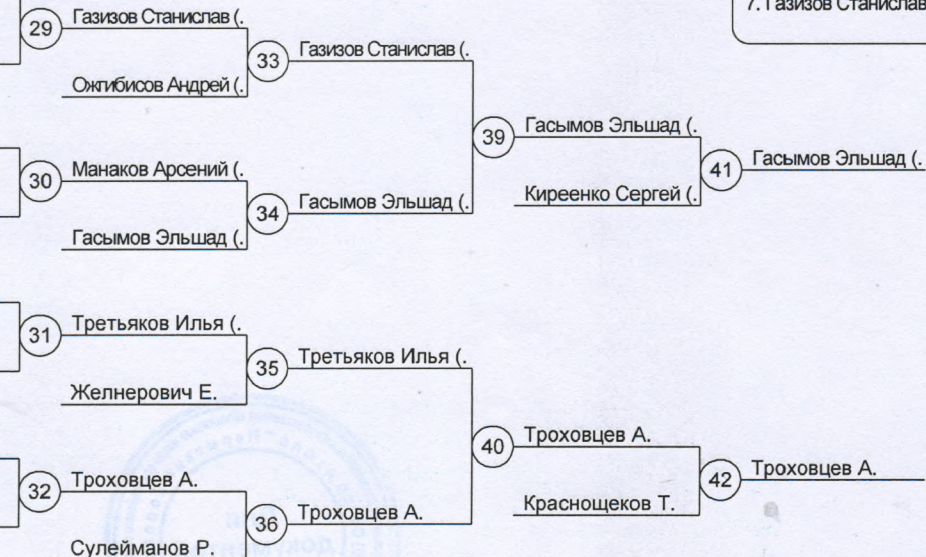 7. Газизов Станислав
29
Газизов Станислав (.
33
Газизов Станислав (.
Ожгибисов Андрей (.
39
Гасымов Эльшад (.
41
Гасымов Эльшад (.
30
Манаков Арсений (.
34
Гасымов Эльшад (.
Киреенко Сергей (.
Гасымов Эльшад (.
31
Третьяков Илья (.
35
Третьяков Илья (.
Желнерович Е.
40
Троховцев А.
42
Троховцев А.
32
Троховцев А.
36
Троховцев А.
Краснощеков Т.
Сулейманов Р.